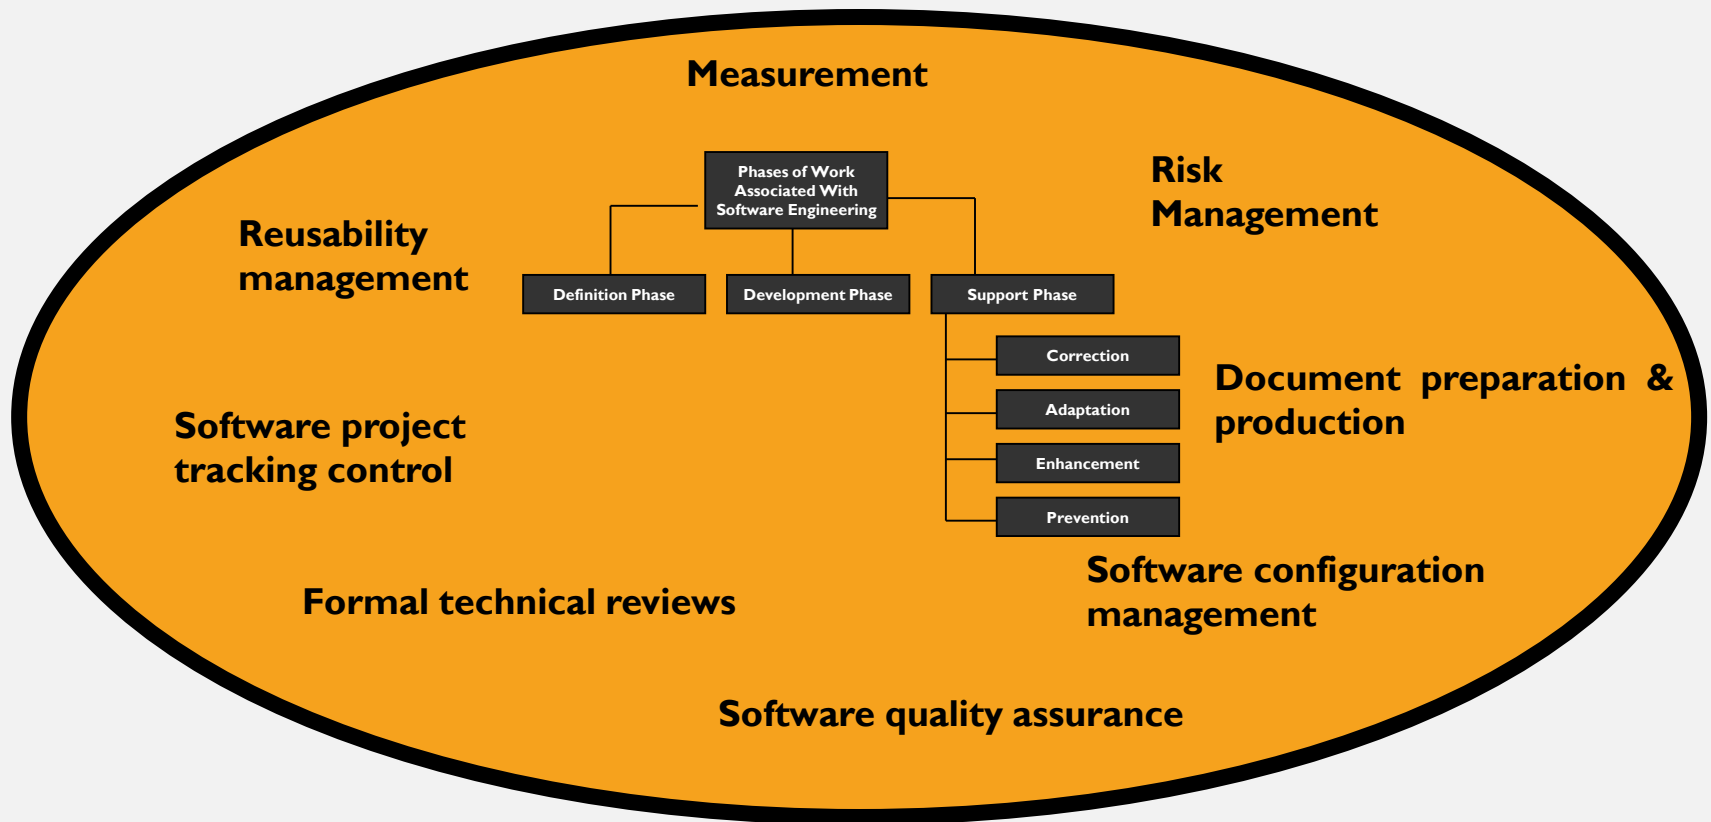 Measurement
Phases of Work
Associated With
Software Engineering
Risk
Management
Reusability
management
Definition Phase
Development Phase
Support Phase
Correction
Adaptation
Enhancement
Prevention
Document preparation &
production
Software project
tracking control
Software configuration
management
Formal technical reviews
Software quality assurance